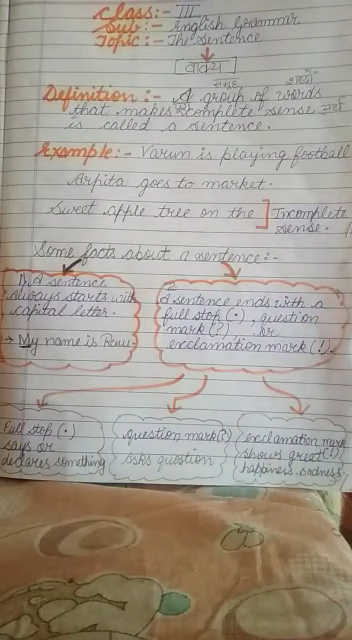 Class:- III
Sub:- English Grammar
Topic:- The Sentence
वाक्य
समूह शब्दों
Definition:- A group of words
that makes complete sense अर्थ
is called a sentence.
Example:- Varun is playing football
Arpita goes to market.
Sweet apple tree on the ] Incomplete
sense.
Some facts about a sentence:-
1. A sentence
always starts with
capital letter.
→ My name is Renu.
2.
A sentence ends with a
full stop (.), question
mark (?) or
exclamation mark (!).
Full stop (.)
says or
declares something
question mark(?)
asks question
exclamation mark
shows great(!)
happiness, sadness,